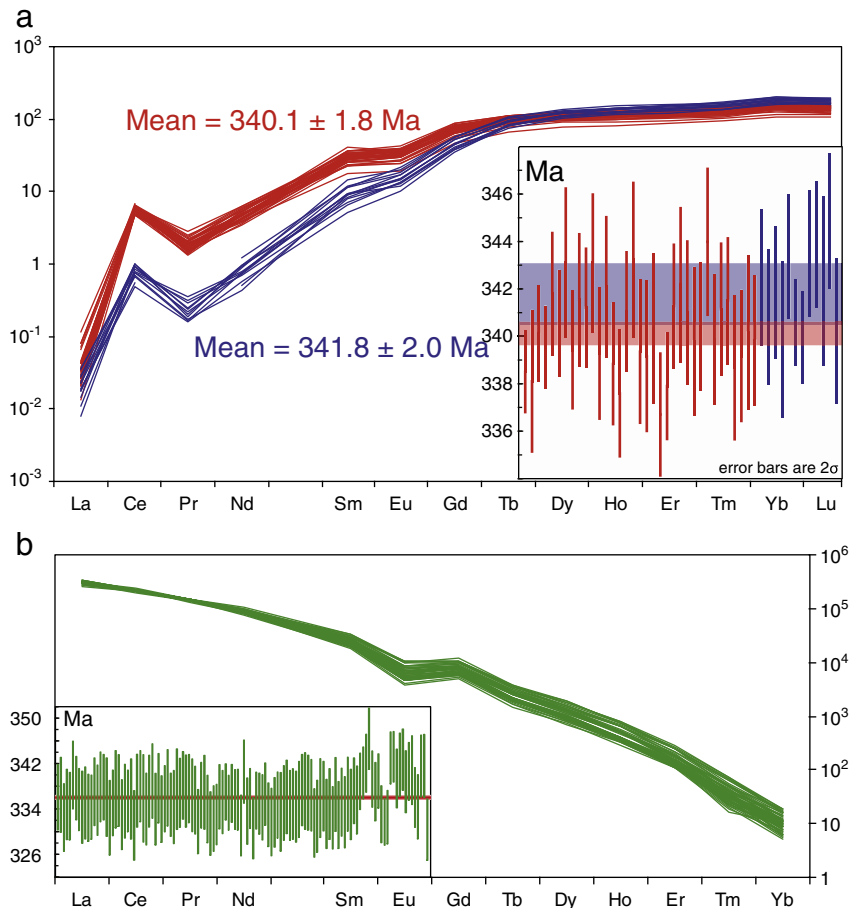 a
10³
10²
10
1
10⁻¹
10⁻²
10⁻³
Mean = 340.1 ± 1.8 Ma
Mean = 341.8 ± 2.0 Ma
Ma
346
344
342
340
338
336
error bars are 2σ
La Ce Pr Nd Sm Eu Gd Tb Dy Ho Er Tm Yb Lu
b
10⁶
10⁵
10⁴
10³
10²
10
1
Ma
350
342
334
326
La Ce Pr Nd Sm Eu Gd Tb Dy Ho Er Tm Yb